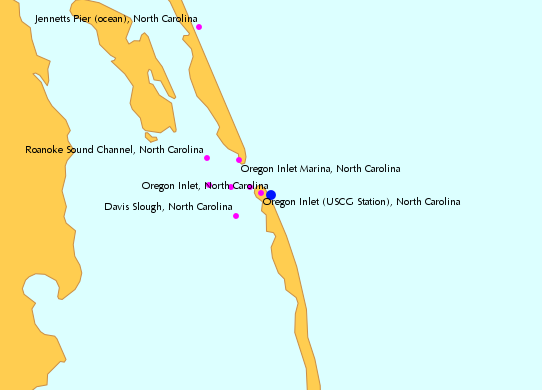 Jennetts Pier (ocean), North Carolina
Roanoke Sound Channel, North Carolina
Oregon Inlet Marina, North Carolina
Oregon Inlet, North Carolina
Oregon Inlet (USCG Station), North Carolina
Davis Slough, North Carolina